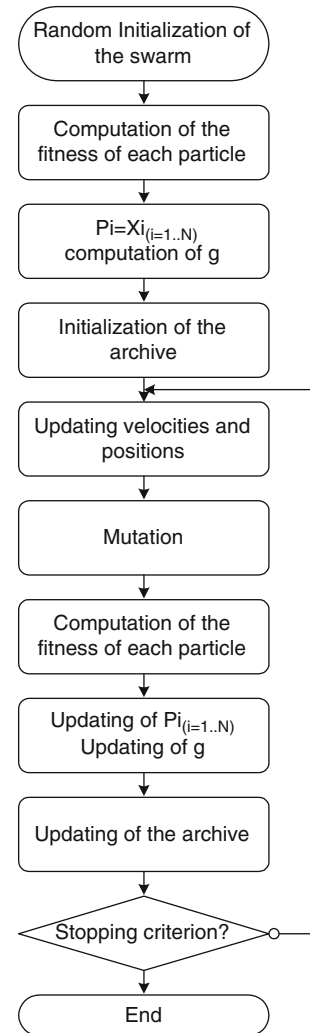 Random Initialization of
the swarm
Computation of the
fitness of each particle
Pi=Xi(i=1..N)
computation of g
Initialization of the
archive
Updating velocities and
positions
Mutation
Computation of the
fitness of each particle
Updating of Pi(i=1..N)
Updating of g
Updating of the archive
Stopping criterion?
End